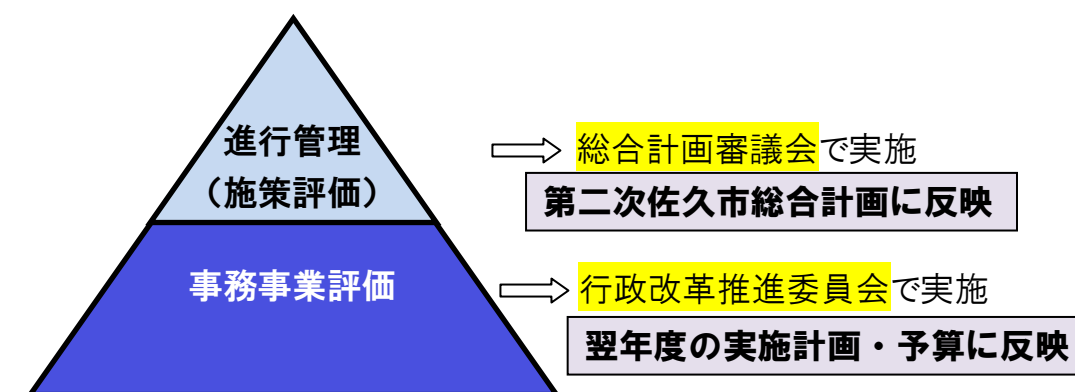 進行管理
(施策評価)
総合計画審議会で実施
第二次佐久市総合計画に反映
事務事業評価
行政改革推進委員会で実施
翌年度の実施計画・予算に反映